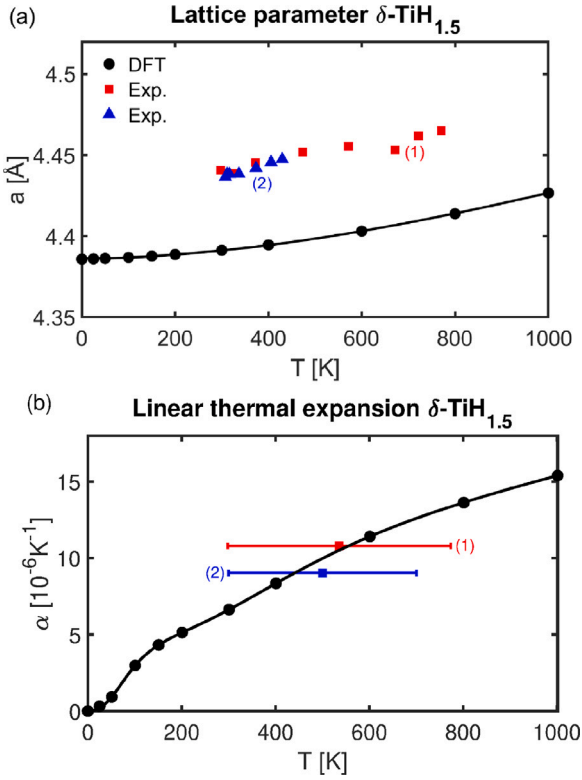 (a)
Lattice parameter δ-TiH1.5
DFT
Exp.
Exp.
4.5
4.45
4.4
4.35
a [Å]
(1)
(2)
0 200 400 600 800 1000
T [K]
(b)
Linear thermal expansion δ-TiH1.5
15
10
5
0
α [10-6K-1]
(1)
(2)
0 200 400 600 800 1000
T [K]